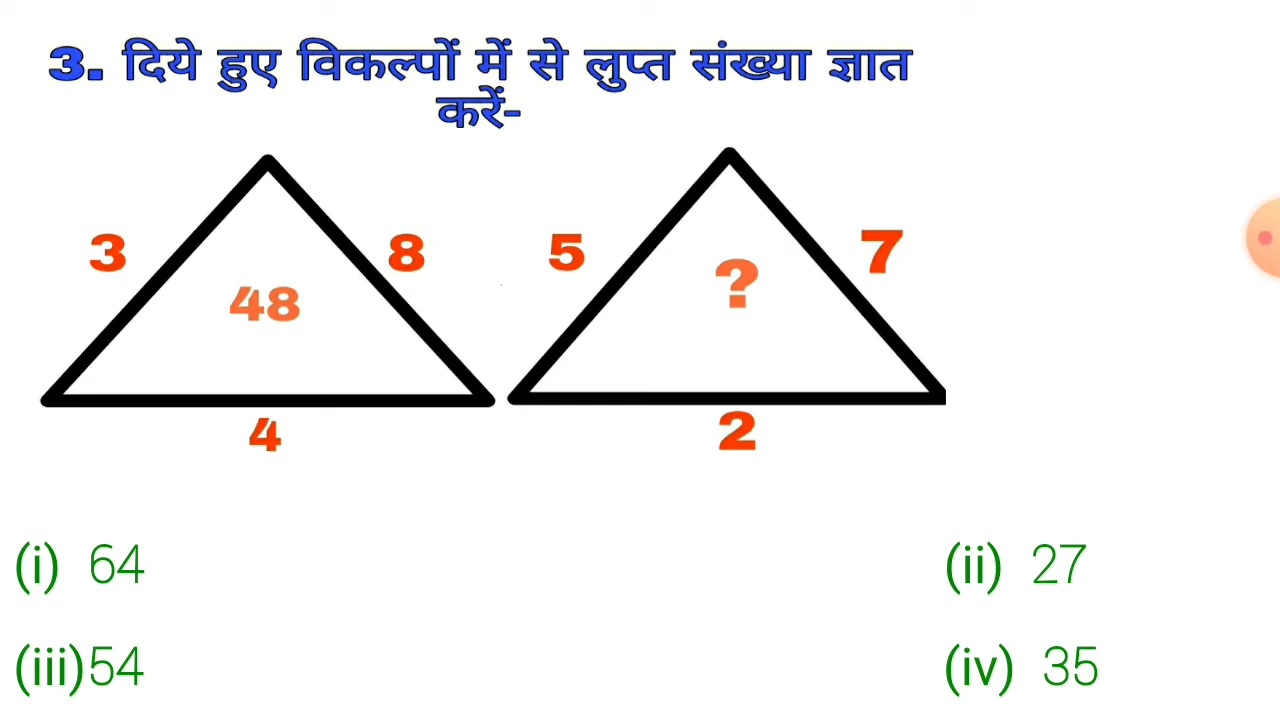 3. दिये हुए विकल्पों में से लुप्त संख्या ज्ञात
करें-
3 8 5 7
48 ?
4 2
(i) 64 (ii) 27
(iii)54 (iv) 35